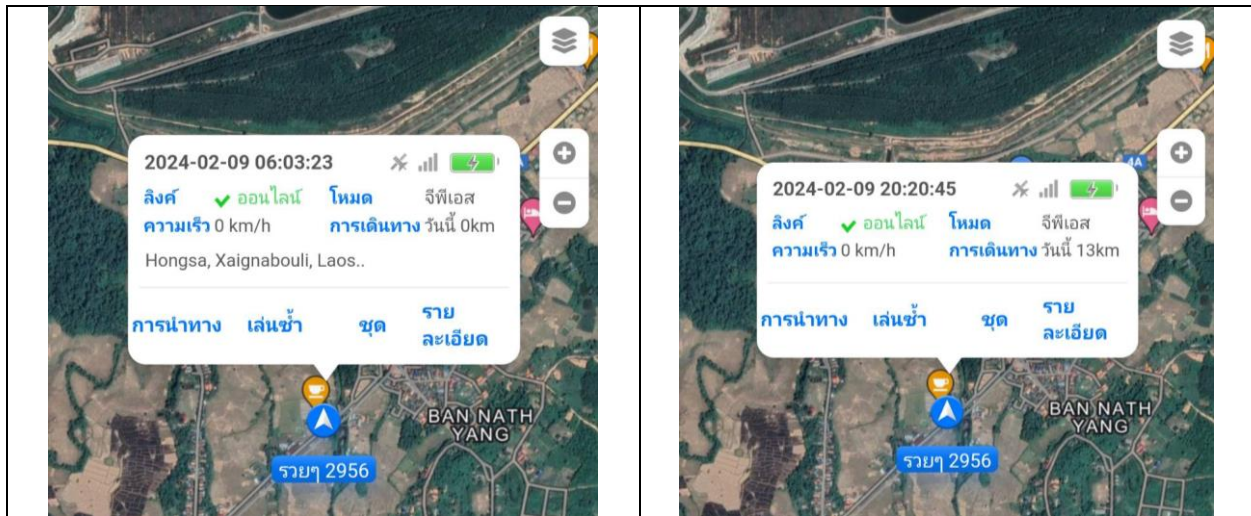 2024-02-09 06:03:23
ลิงค์ ออนไลน์ โหมด จีพีเอส
ความเร็ว 0 km/h การเดินทาง วันนี้ 0km
Hongsa, Xaignabouli, Laos..
การนำทาง เล่นซ้ำ ชุด ราย
ละเอียด
BAN NATH
YANG
รวยๆ 2956
2024-02-09 20:20:45
4A
ลิงค์ ออนไลน์ โหมด จีพีเอส
ความเร็ว 0 km/h การเดินทาง วันนี้ 13km
การนำทาง เล่นซ้ำ ชุด ราย
ละเอียด
BAN NATH
YANG
รวยๆ 2956